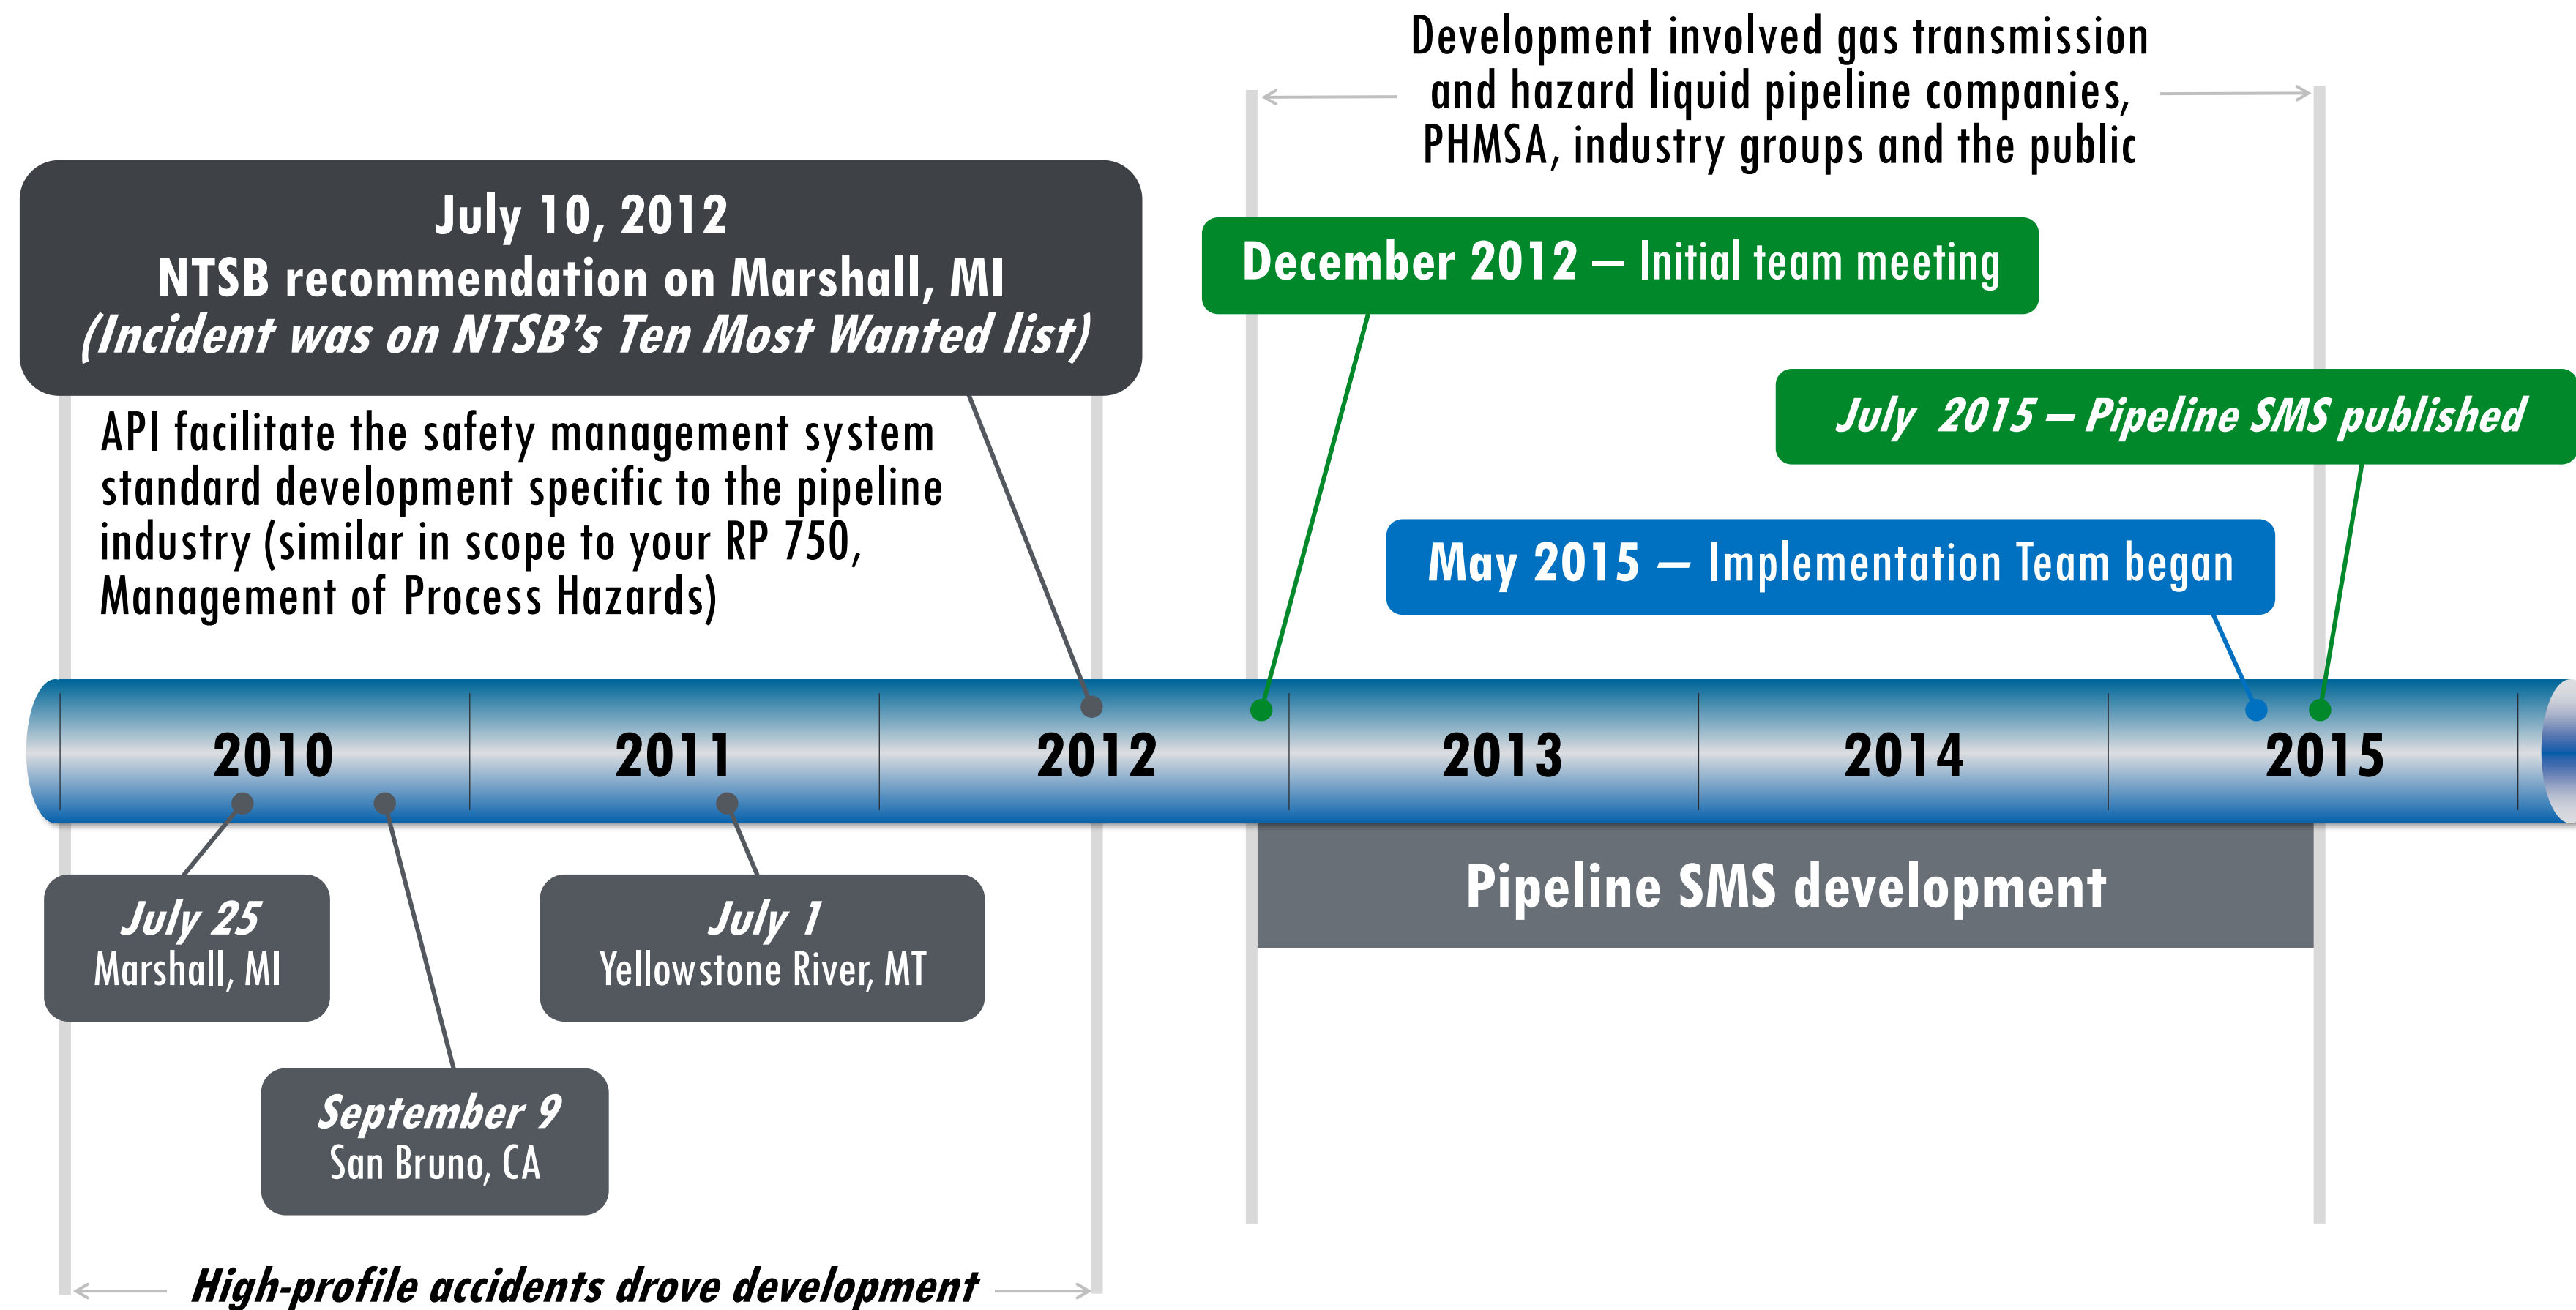 Development involved gas transmission
and hazard liquid pipeline companies,
PHMSA, industry groups and the public
July 10, 2012
NTSB recommendation on Marshall, MI
(Incident was on NTSB’s Ten Most Wanted list)
API facilitate the safety management system
standard development specific to the pipeline
industry (similar in scope to your RP 750,
Management of Process Hazards)
December 2012 — Initial team meeting
July 2015 — Pipeline SMS published
May 2015 — Implementation Team began
2010
2011
2012
2013
2014
2015
July 25
Marshall, MI
July 1
Yellowstone River, MT
Pipeline SMS development
September 9
San Bruno, CA
High-profile accidents drove development